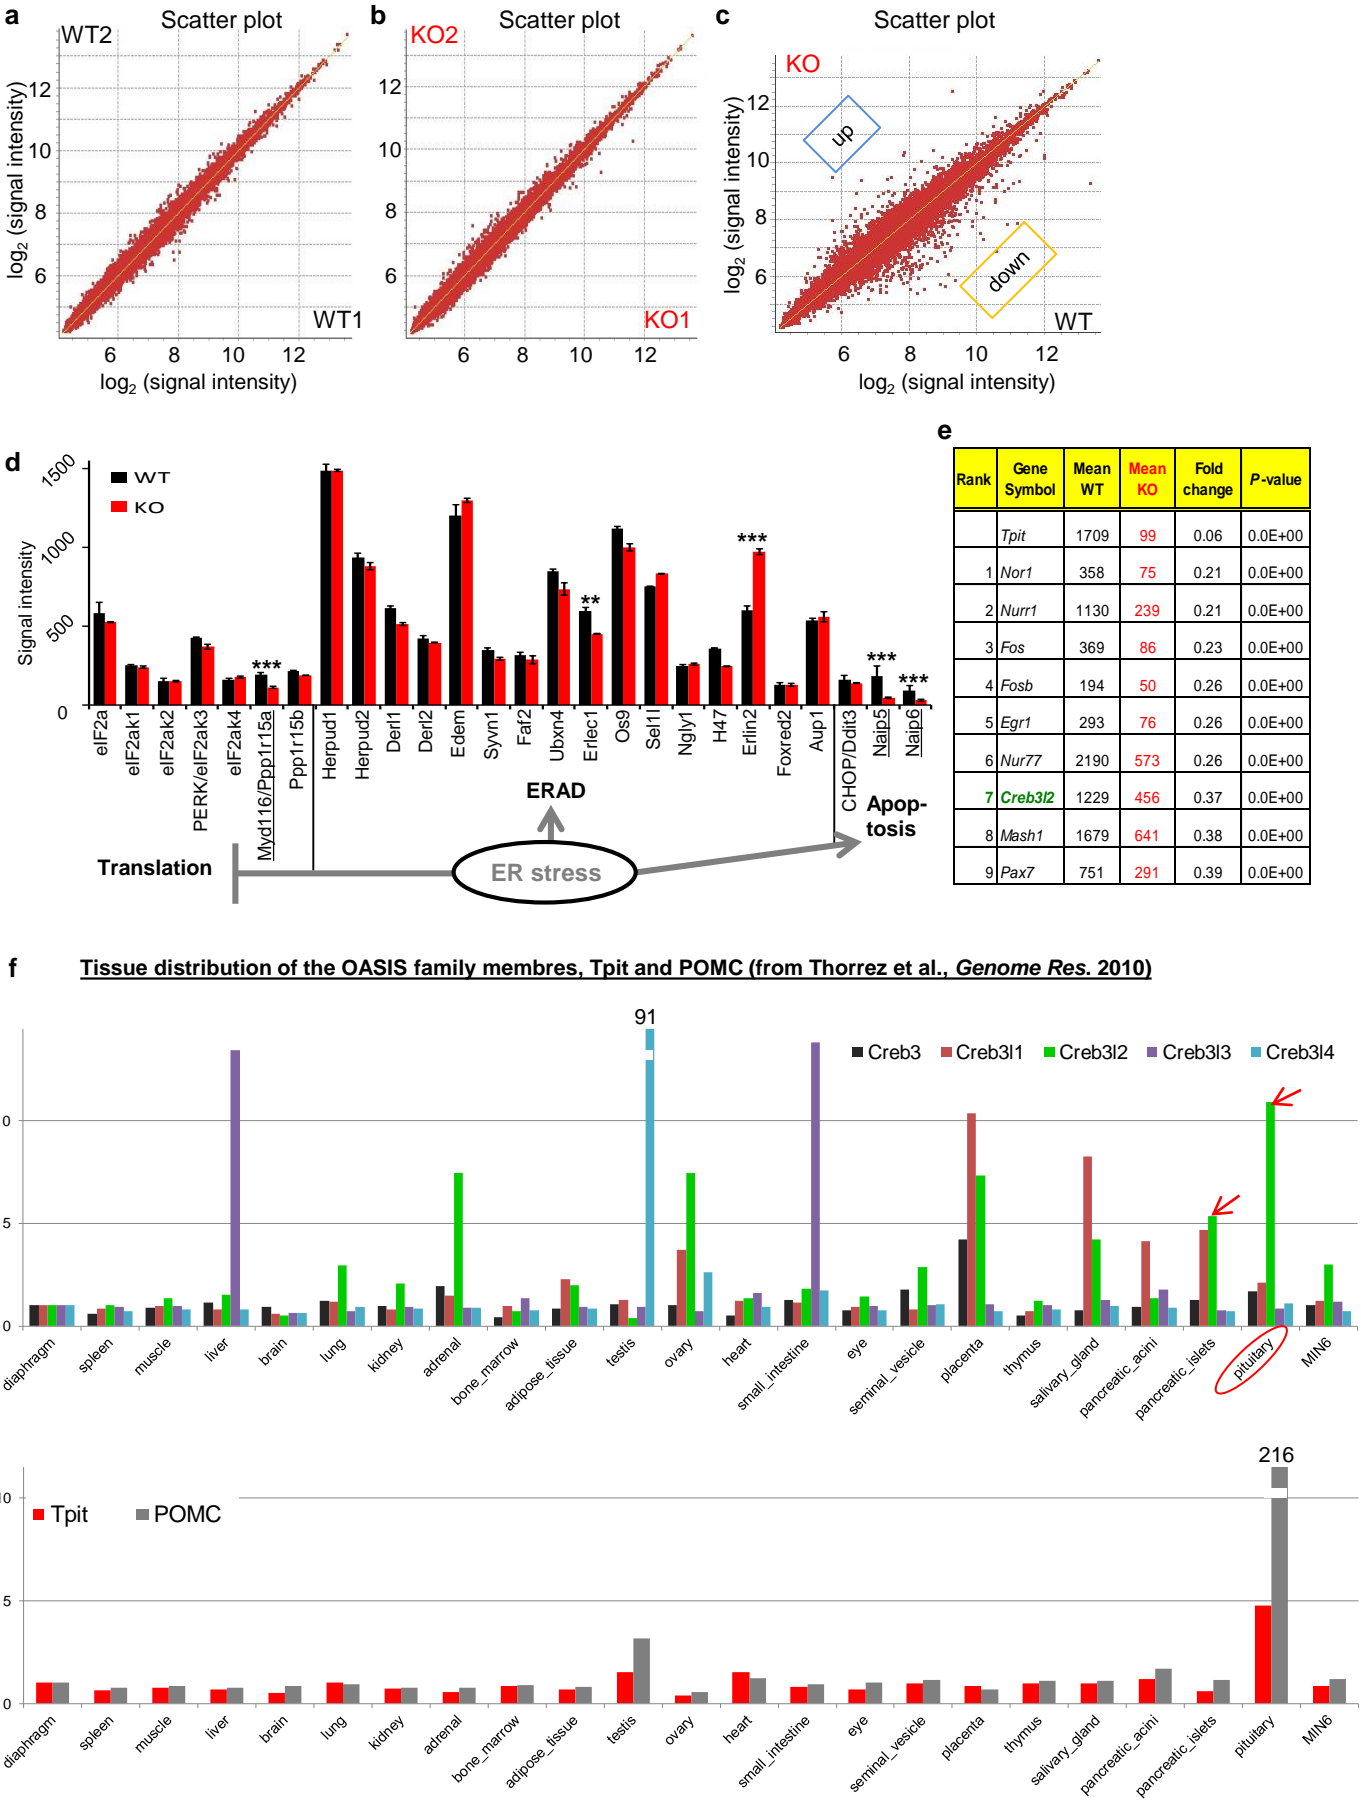 a
Scatter plot
WT2
12
10
8
6
log2 (signal intensity)
WT1
6 8 10 12
log2 (signal intensity)
b
Scatter plot
KO2
12
10
8
6
KO1
6 8 10 12
c
Scatter plot
KO
up
down
12
10
8
6
log2 (signal intensity)
WT
6 8 10 12
log2 (signal intensity)
d
WT
KO
1500
1000
500
0
Signal intensity
***
**
***
***
***
eIF2a
eIF2ak1
eIF2ak2
PERK/eIF2ak3
eIF2ak4
Myd116/Ppp1r15a
Ppp1r15b
Herpud1
Herpud2
Derl1
Derl2
Edem
Syvn1
Faf2
Ubxn4
Erlec1
Os9
Sel1l
Ngly1
H47
Erlin2
Foxred2
Aup1
CHOP/Ddit3
Naip5
Naip6
ERAD
Apop-
tosis
Translation
ER stress
e
Rank Gene Symbol Mean WT Mean KO Fold change P-value
Tpit 1709 99 0.06 0.0E+00
1 Nor1 358 75 0.21 0.0E+00
2 Nurr1 1130 239 0.21 0.0E+00
3 Fos 369 86 0.23 0.0E+00
4 Fosb 194 50 0.26 0.0E+00
5 Egr1 293 76 0.26 0.0E+00
6 Nur77 2190 573 0.26 0.0E+00
7 Creb3l2 1229 456 0.37 0.0E+00
8 Mash1 1679 641 0.38 0.0E+00
9 Pax7 751 291 0.39 0.0E+00
f
Tissue distribution of the OASIS family membres, Tpit and POMC (from Thorrez et al., Genome Res. 2010)
91
Creb3 Creb3l1 Creb3l2 Creb3l3 Creb3l4
0
5
0
diaphragm
spleen
muscle
liver
brain
lung
kidney
adrenal
bone_marrow
adipose_tissue
testis
ovary
heart
small_intestine
eye
seminal_vesicle
placenta
thymus
salivary_gland
pancreatic_acini
pancreatic_islets
pituitary
MIN6
216
10
Tpit POMC
5
0
diaphragm
spleen
muscle
liver
brain
lung
kidney
adrenal
bone_marrow
adipose_tissue
testis
ovary
heart
small_intestine
eye
seminal_vesicle
placenta
thymus
salivary_gland
pancreatic_acini
pancreatic_islets
pituitary
MIN6